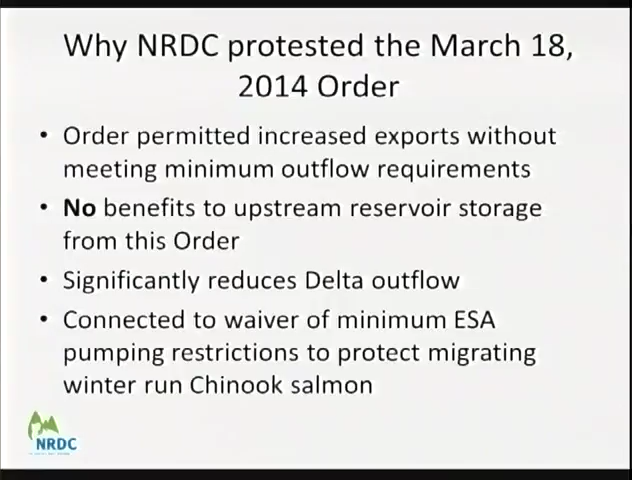 Why NRDC protested the March 18,
2014 Order
• Order permitted increased exports without
meeting minimum outflow requirements
• No benefits to upstream reservoir storage
from this Order
• Significantly reduces Delta outflow
• Connected to waiver of minimum ESA
pumping restrictions to protect migrating
winter run Chinook salmon
NRDC